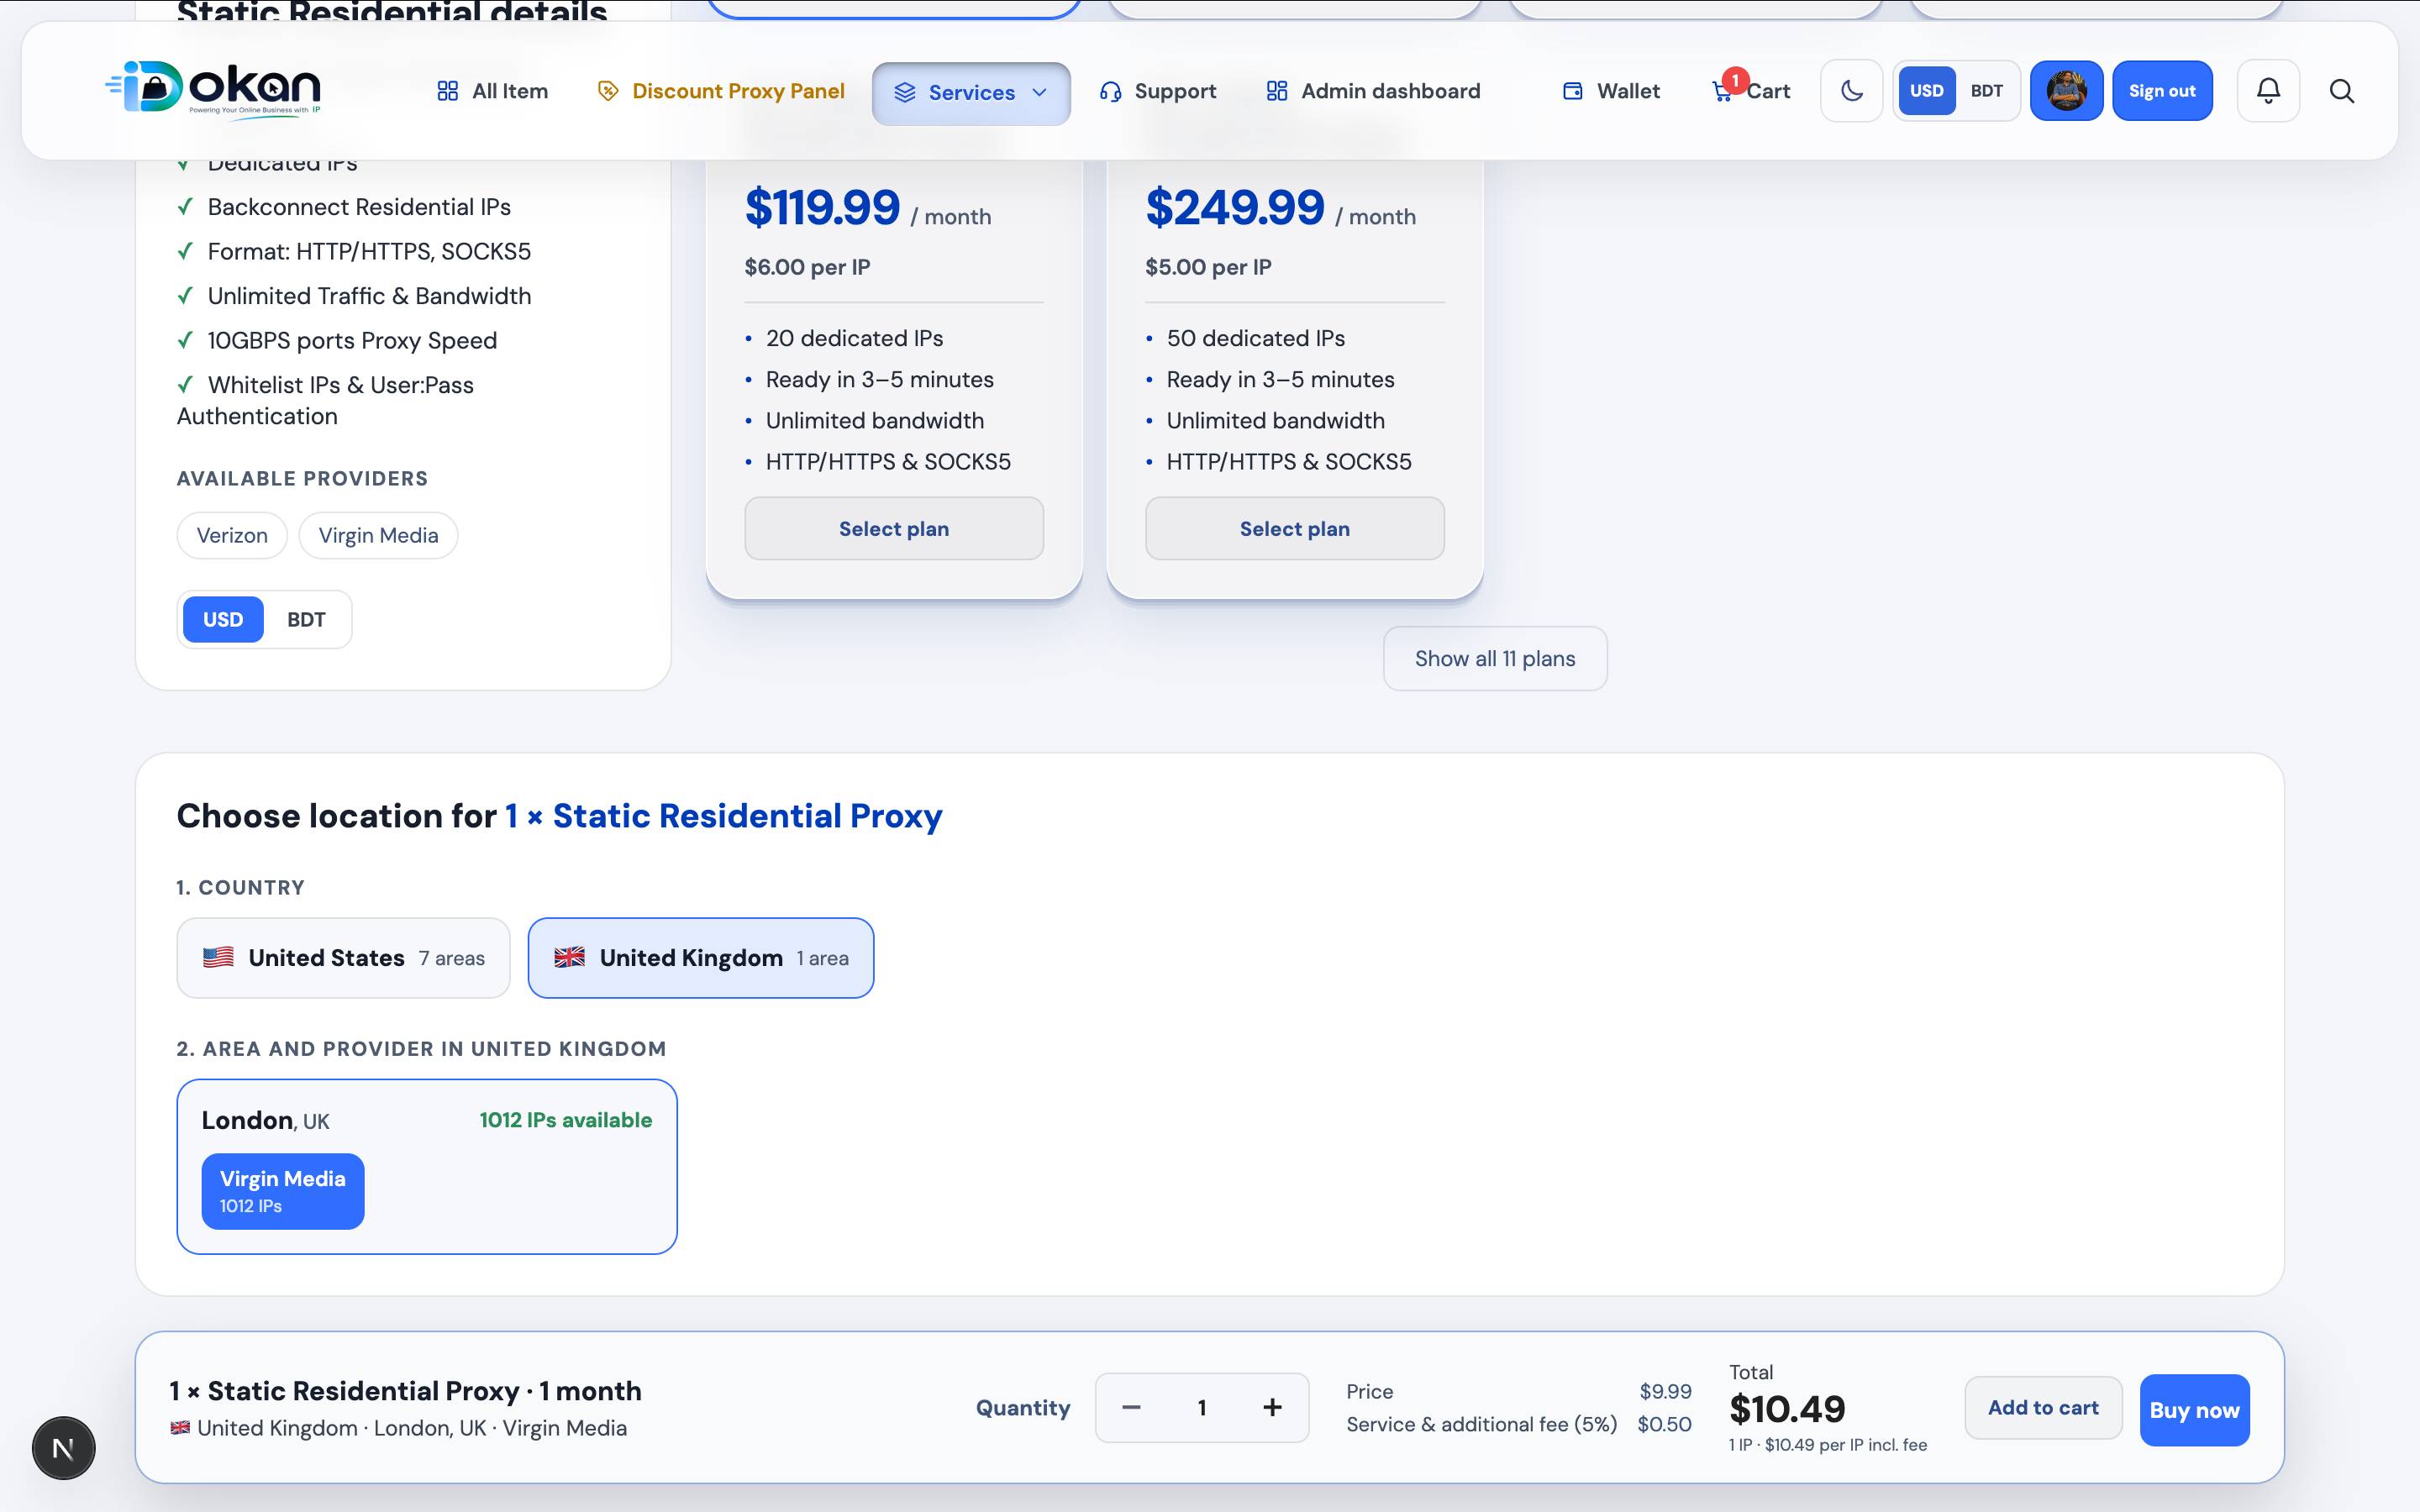 Static Residential details
iDokan
Powering Your Online Business with IP
All Item
Discount Proxy Panel
Services
Support
Admin dashboard
Wallet
1
Cart
USD
BDT
Sign out
Dedicated IPs
Backconnect Residential IPs
Format: HTTP/HTTPS, SOCKS5
Unlimited Traffic & Bandwidth
10GBPS ports Proxy Speed
Whitelist IPs & User:Pass
Authentication
AVAILABLE PROVIDERS
Verizon
Virgin Media
USD
BDT
$119.99 / month
$6.00 per IP
• 20 dedicated IPs
• Ready in 3–5 minutes
• Unlimited bandwidth
• HTTP/HTTPS & SOCKS5
Select plan
$249.99 / month
$5.00 per IP
• 50 dedicated IPs
• Ready in 3–5 minutes
• Unlimited bandwidth
• HTTP/HTTPS & SOCKS5
Select plan
Show all 11 plans
Choose location for 1 × Static Residential Proxy
1. COUNTRY
United States 7 areas
United Kingdom 1 area
2. AREA AND PROVIDER IN UNITED KINGDOM
London, UK
1012 IPs available
Virgin Media
1012 IPs
1 × Static Residential Proxy · 1 month
United Kingdom · London, UK · Virgin Media
Quantity
− 1 +
Price $9.99
Service & additional fee (5%) $0.50
Total
$10.49
1 IP · $10.49 per IP incl. fee
Add to cart
Buy now
N